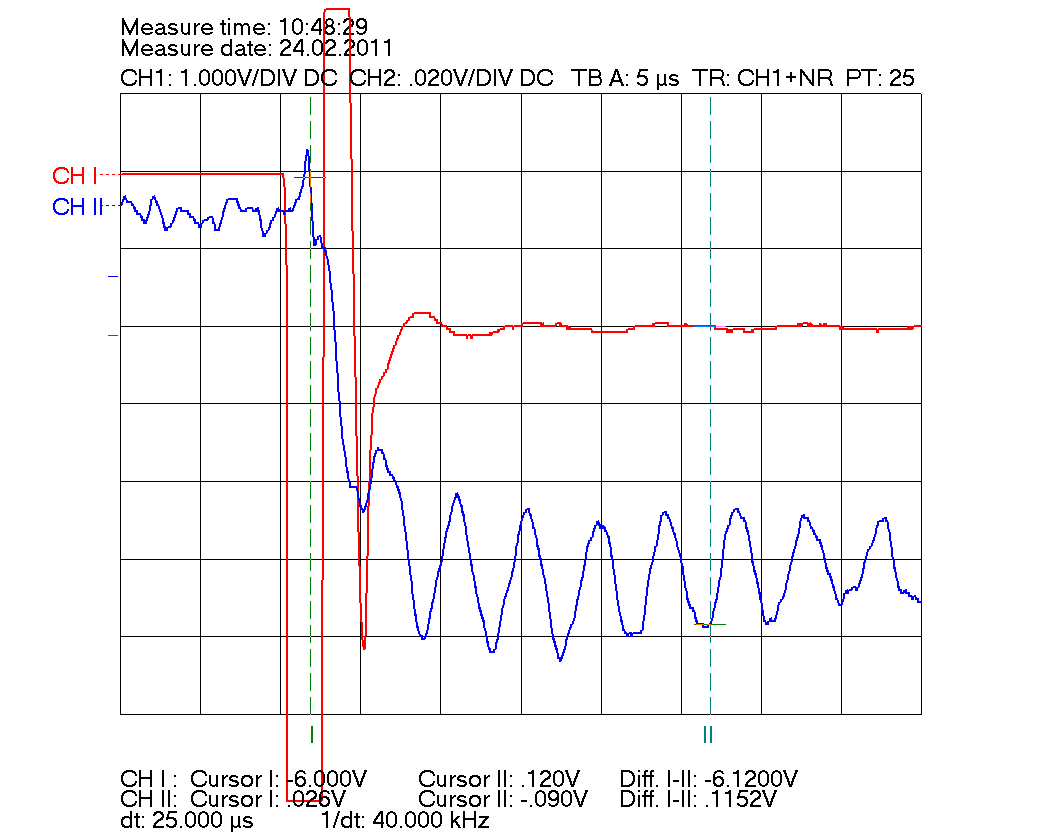 Measure time: 10:48:29
Measure date: 24.02.2011
CH1: 1.000V/DIV DC CH2: .020V/DIV DC TB A: 5 µs TR: CH1+NR PT: 25
CH I
CH II
I
II
CH I : Cursor I: -6.000V Cursor II: .120V Diff. I-II: -6.1200V
CH II: Cursor I: .026V Cursor II: -.090V Diff. I-II: .1152V
dt: 25.000 µs 1/dt: 40.000 kHz